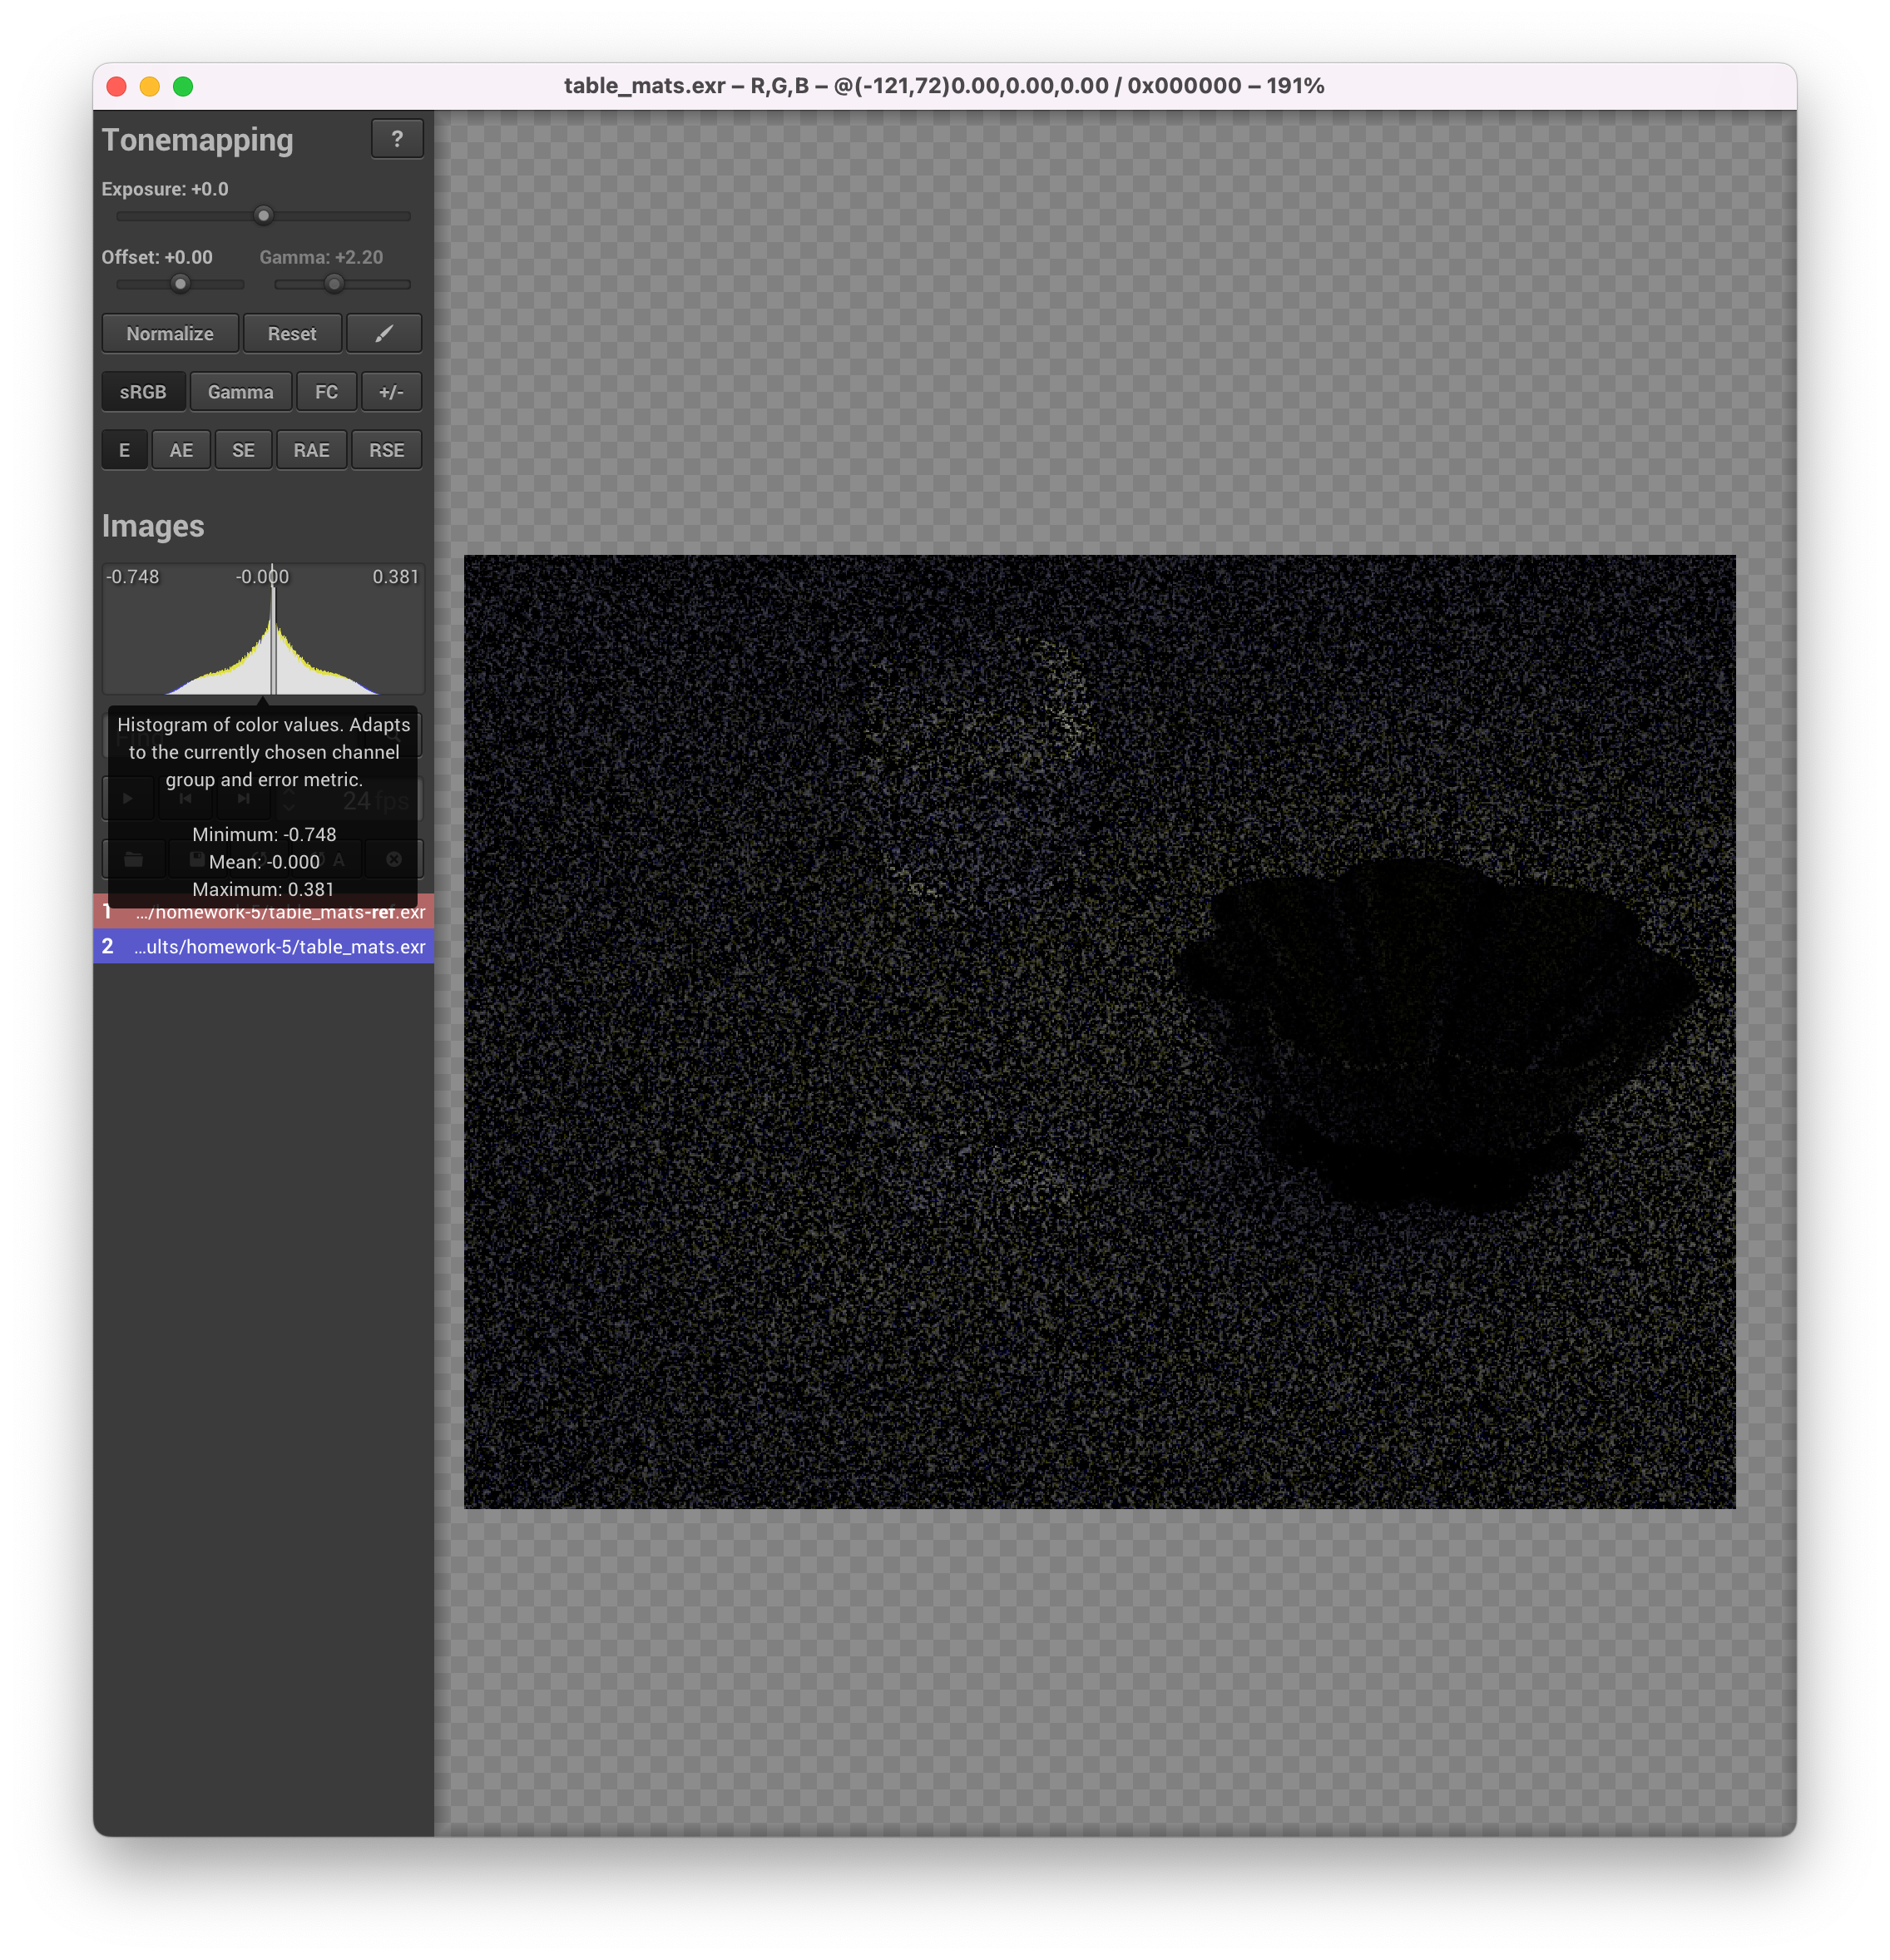 table_mats.exr – R,G,B – @(-121,72)0.00,0.00,0.00 / 0x000000 – 191%
Tonemapping
?
Exposure: +0.0
Offset: +0.00 Gamma: +2.20
Normalize Reset
sRGB Gamma FC +/-
E AE SE RAE RSE
Images
-0.748 -0.000 0.381
Histogram of color values. Adapts
to the currently chosen channel
group and error metric.
24 fps
Minimum: -0.748
Mean: -0.000
A
Maximum: 0.381
1 .../homework-5/table_mats-ref.exr
2 ...ults/homework-5/table_mats.exr